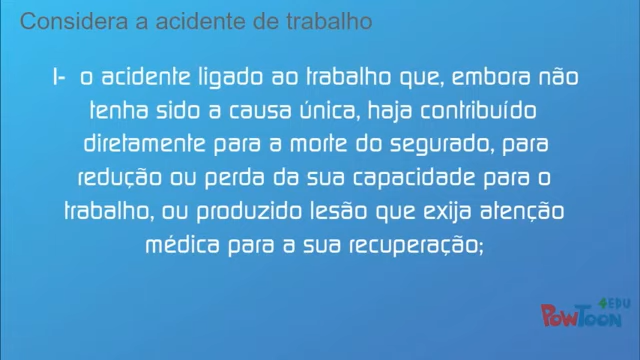 Considera a acidente de trabalho
I- o acidente ligado ao trabalho que, embora não
tenha sido a causa única, haja contribuído
diretamente para a morte do segurado, para
redução ou perda da sua capacidade para o
trabalho, ou produzido lesão que exija atenção
médica para a sua recuperação;
4EDU
PowToon